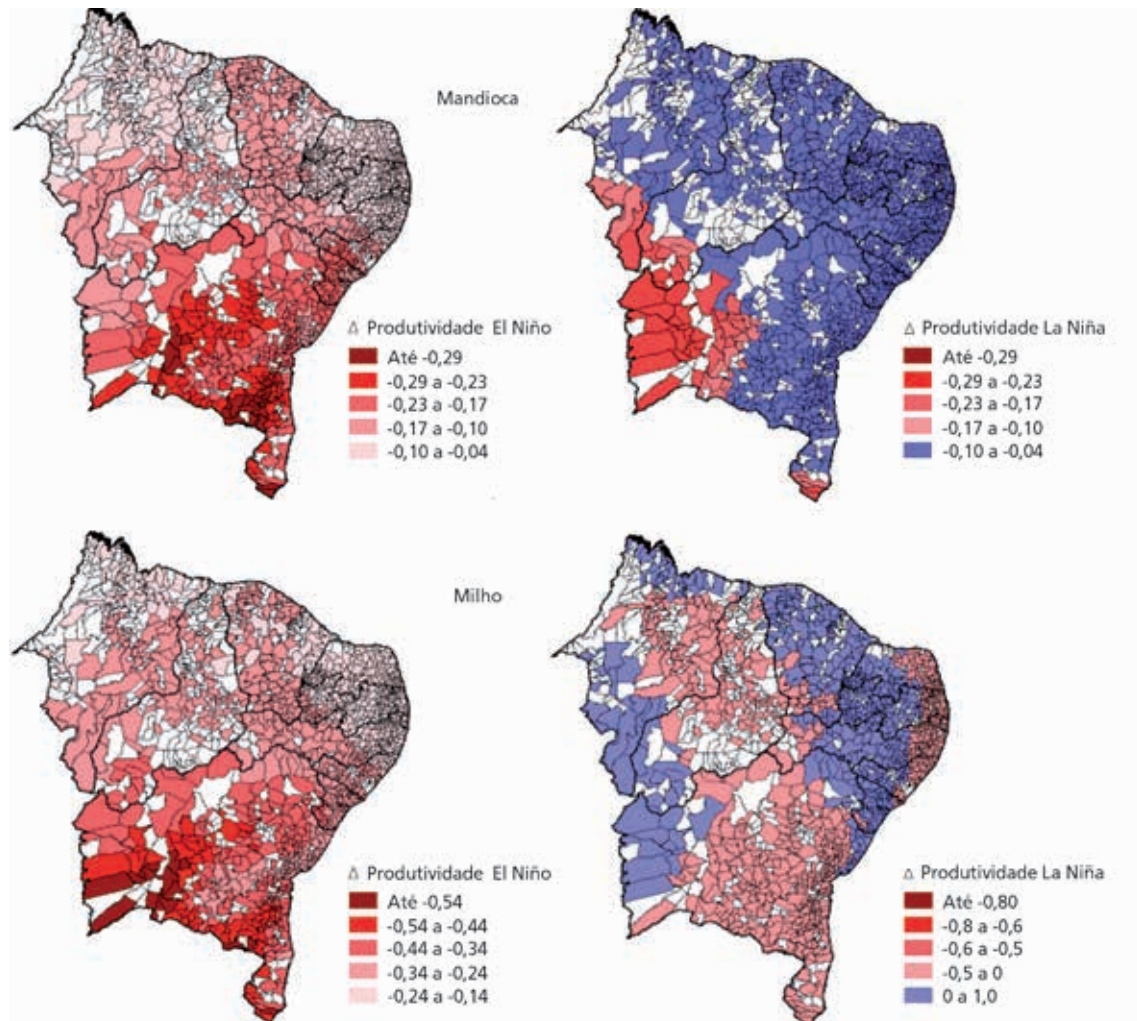 Mandioca
Δ Produtividade El Niño
Até -0,29
-0,29 a -0,23
-0,23 a -0,17
-0,17 a -0,10
-0,10 a -0,04
Δ Produtividade La Niña
Até -0,29
-0,29 a -0,23
-0,23 a -0,17
-0,17 a -0,10
-0,10 a -0,04
Milho
Δ Produtividade El Niño
Até -0,54
-0,54 a -0,44
-0,44 a -0,34
-0,34 a -0,24
-0,24 a -0,14
Δ Produtividade La Niña
Até -0,80
-0,8 a -0,6
-0,6 a -0,5
-0,5 a 0
0 a 1,0